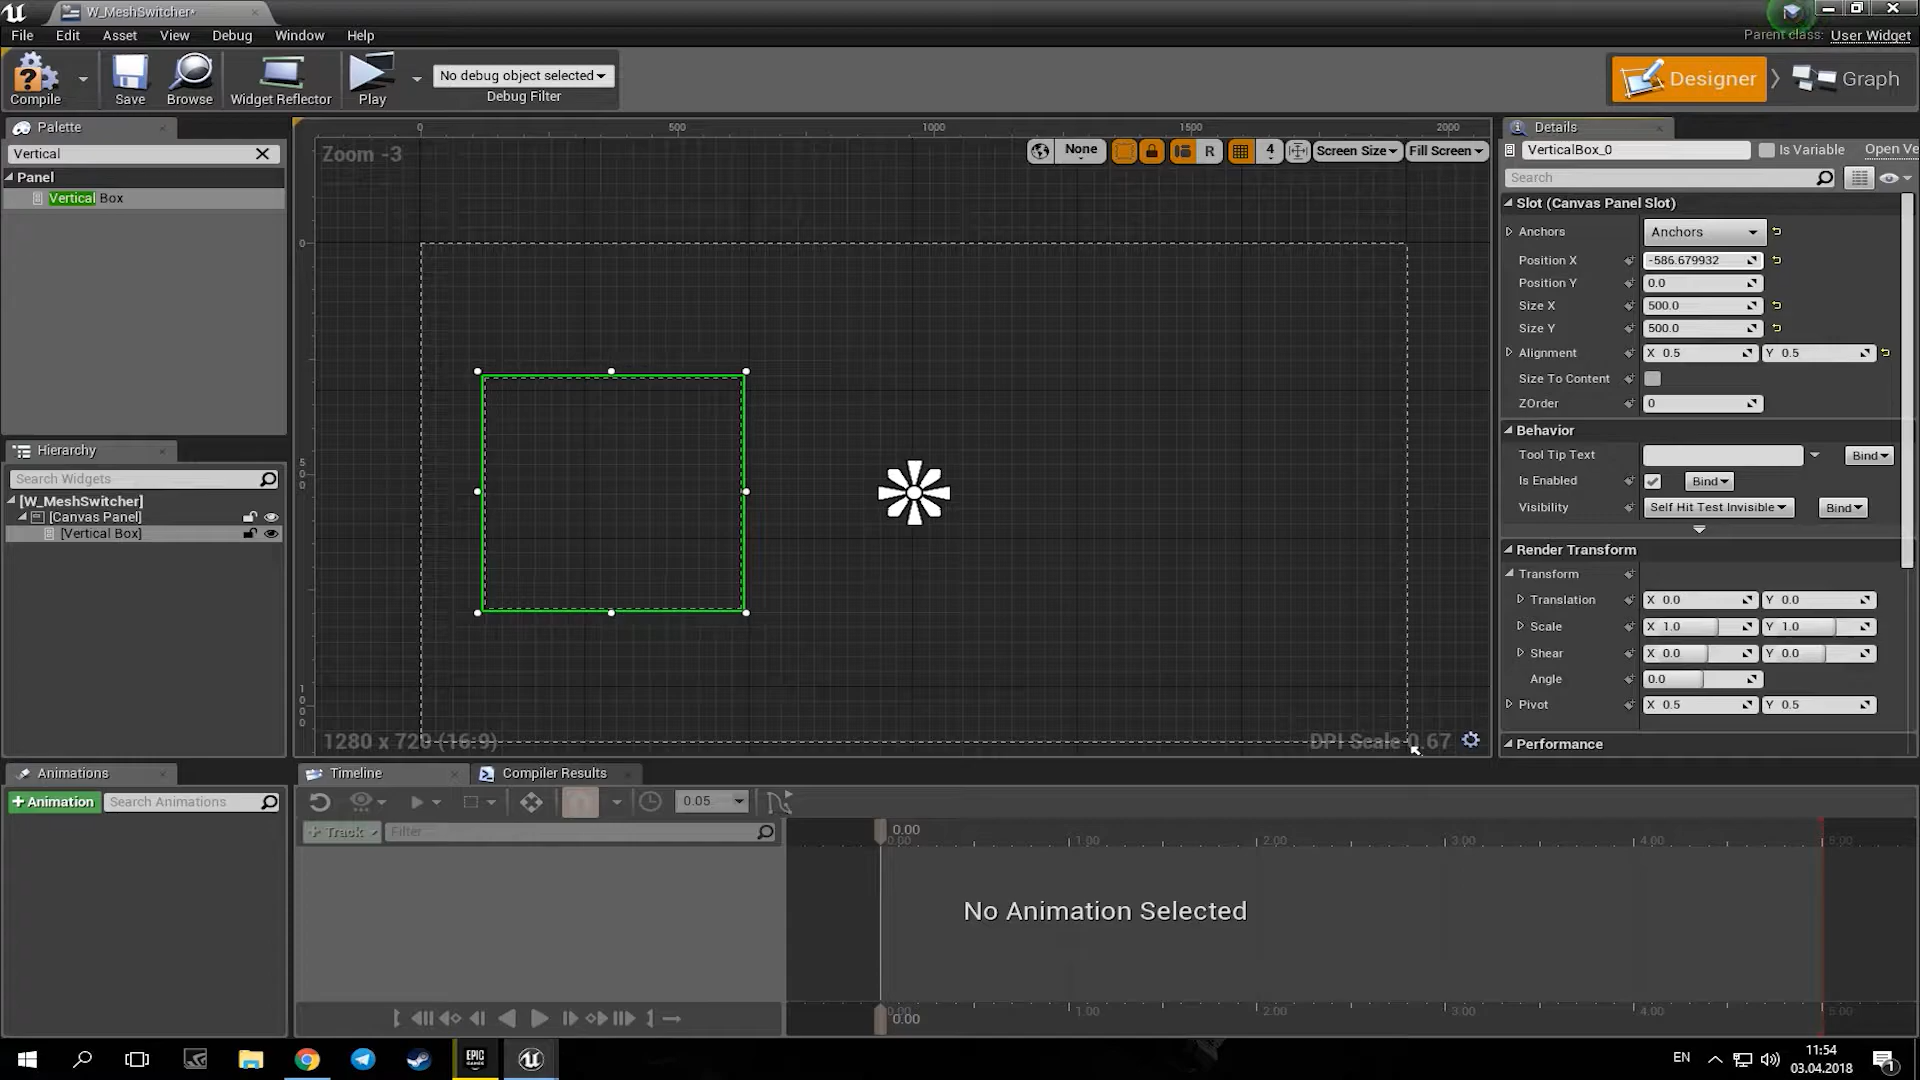 W_MeshSwitcher*
File Edit Asset View Debug Window Help
Parent class: User Widget
Compile Save Browse Widget Reflector Play
No debug object selected
Debug Filter
Designer Graph
Palette
Vertical
Panel
Vertical Box
Hierarchy
Search Widgets
[W_MeshSwitcher]
[Canvas Panel]
[Vertical Box]
0 500 1000 1500 2000
Zoom -3
None R 4 Screen Size Fill Screen
0
500
1000
1280 x 720 (16:9)
DPI Scale 0.67
Details
VerticalBox_0 Is Variable Open Ve
Search
Slot (Canvas Panel Slot)
Anchors Anchors
Position X -586.679932
Position Y 0.0
Size X 500.0
Size Y 500.0
Alignment X 0.5 Y 0.5
Size To Content
ZOrder 0
Behavior
Tool Tip Text Bind
Is Enabled Bind
Visibility Self Hit Test Invisible Bind
Render Transform
Transform
Translation X 0.0 Y 0.0
Scale X 1.0 Y 1.0
Shear X 0.0 Y 0.0
Angle 0.0
Pivot X 0.5 Y 0.5
Performance
Animations
+ Animation Search Animations
Timeline Compiler Results
0.05
+ Track Filter
0.00
0.00 1.00 2.00 3.00 4.00 5.00
No Animation Selected
0.00 1.00 2.00 3.00 4.00 5.00
0.00
EPIC GAMES
EN
11:54
03.04.2018
1